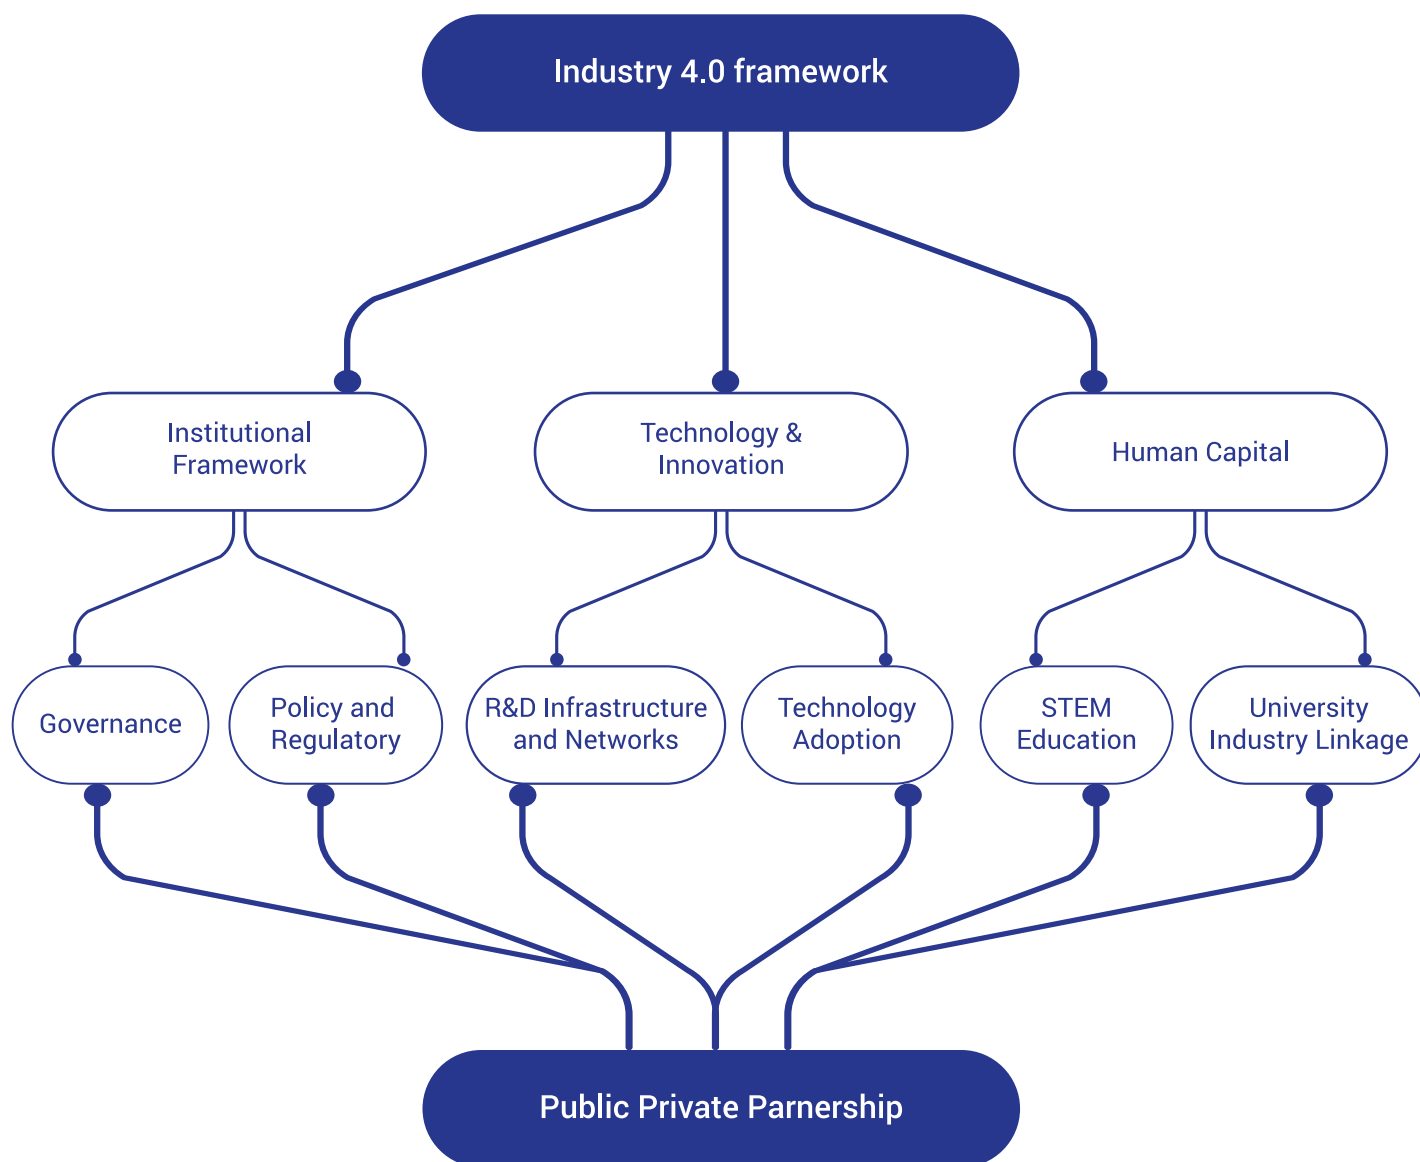 Industry 4.0 framework
Institutional
Framework
Technology &
Innovation
Human Capital
Governance
Policy and
Regulatory
R&D Infrastructure
and Networks
Technology
Adoption
STEM
Education
University
Industry Linkage
Public Private Parnership